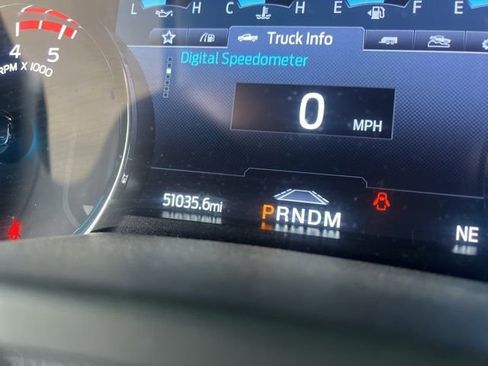 L H C H E F E
Truck Info
4 5
RPM X 1000
Digital Speedometer
0 MPH
51035.6mi
PRNDM
NE